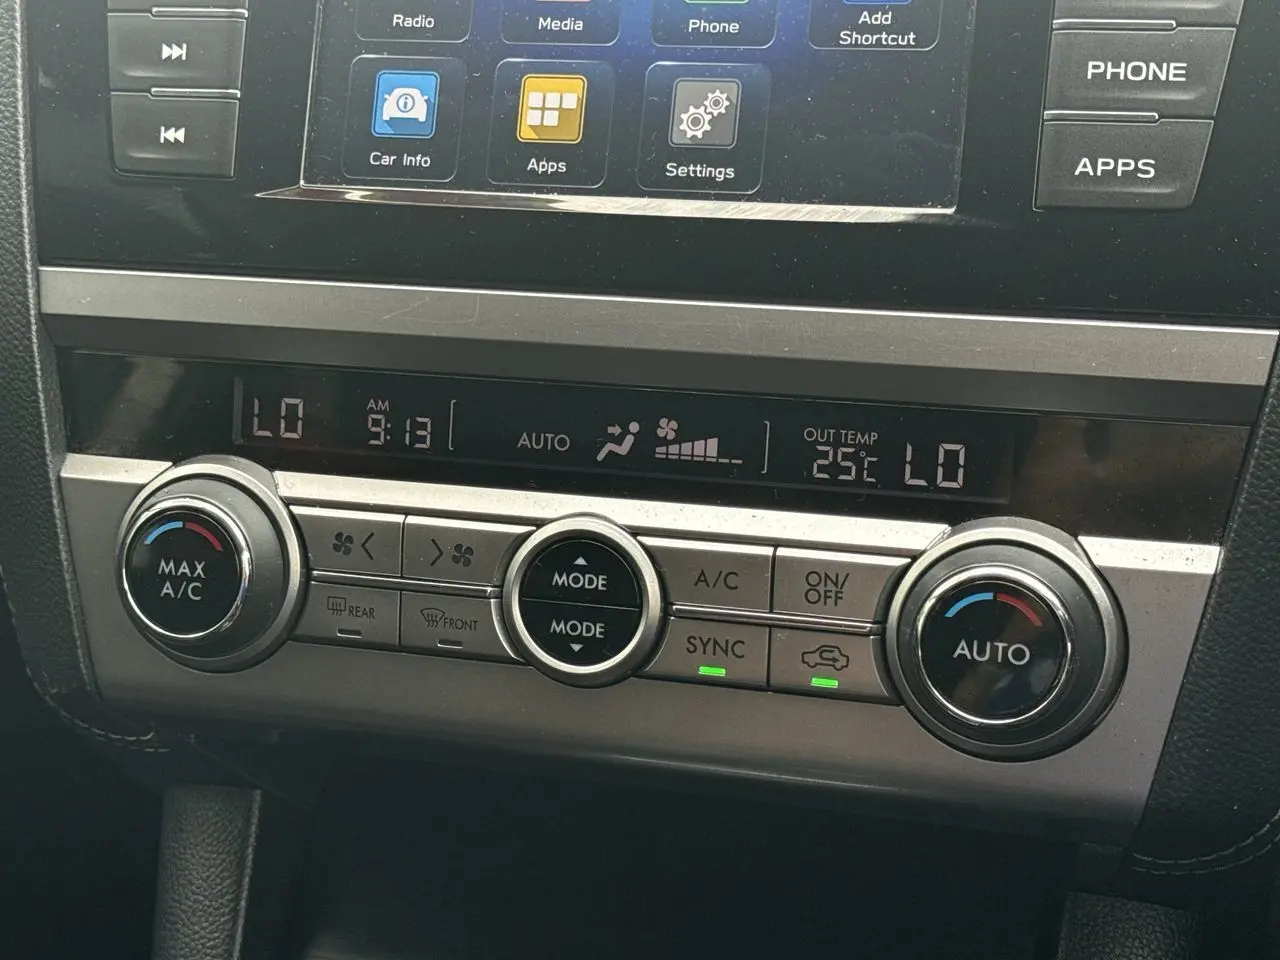 Radio
Media
Phone
Add
Shortcut
Car Info
Apps
Settings
PHONE
APPS
LO
AM
9:13
AUTO
OUT TEMP
25°C
LO
MAX
A/C
REAR
FRONT
MODE
MODE
A/C
ON/
OFF
SYNC
AUTO